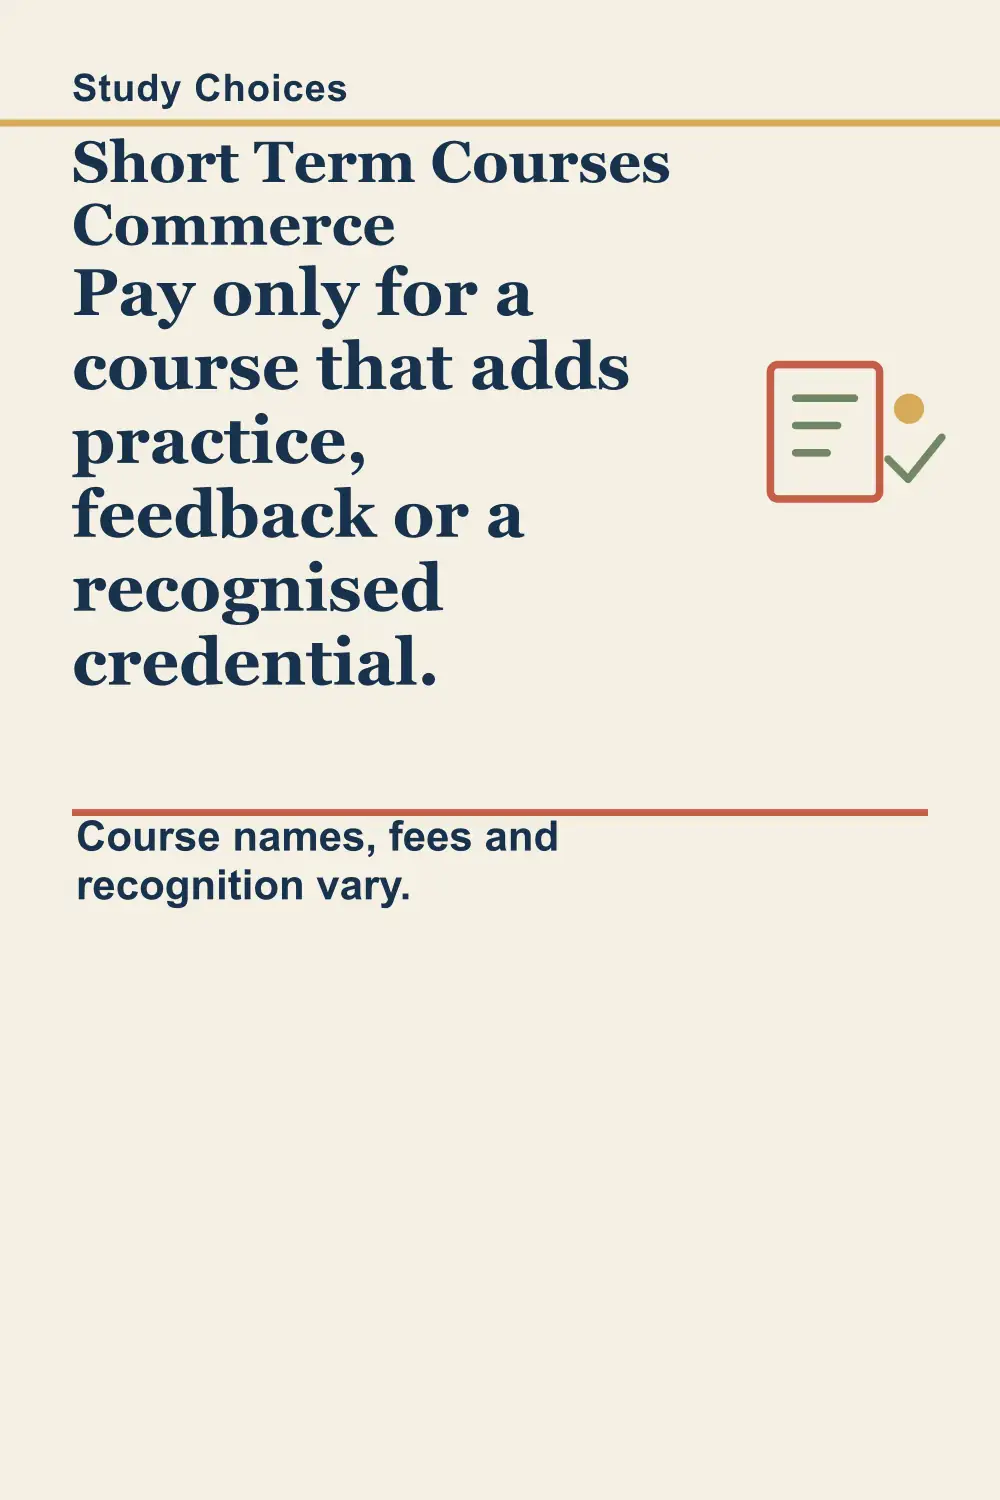 Study Choices
Short Term Courses
Commerce
Pay only for a
course that adds
practice,
feedback or a
recognised
credential.
Course names, fees and
recognition vary.